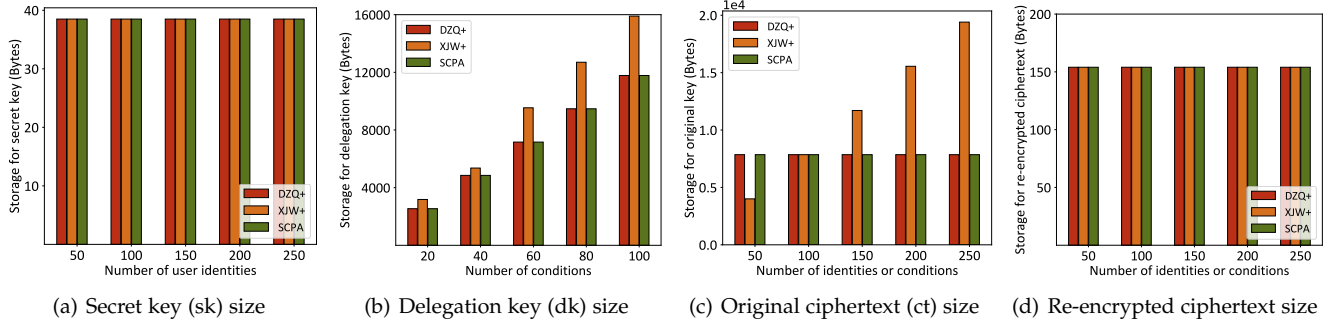 Storage for secret key (Bytes)
40
30
20
10
DZQ+
XJW+
SCPA
50 100 150 200 250
Number of user identities
(a) Secret key (sk) size
Storage for delegation key (Bytes)
16000
12000
8000
4000
DZQ+
XJW+
SCPA
20 40 60 80 100
Number of conditions
(b) Delegation key (dk) size
Storage for original key (Bytes)
1e4
2.0
1.5
1.0
0.5
0.0
DZQ+
XJW+
SCPA
50 100 150 200 250
Number of identities or conditions
(c) Original ciphertext (ct) size
Storage for re-encrypted ciphertext (Bytes)
200
150
100
50
DZQ+
XJW+
SCPA
50 100 150 200 250
Number of identities or conditions
(d) Re-encrypted ciphertext size